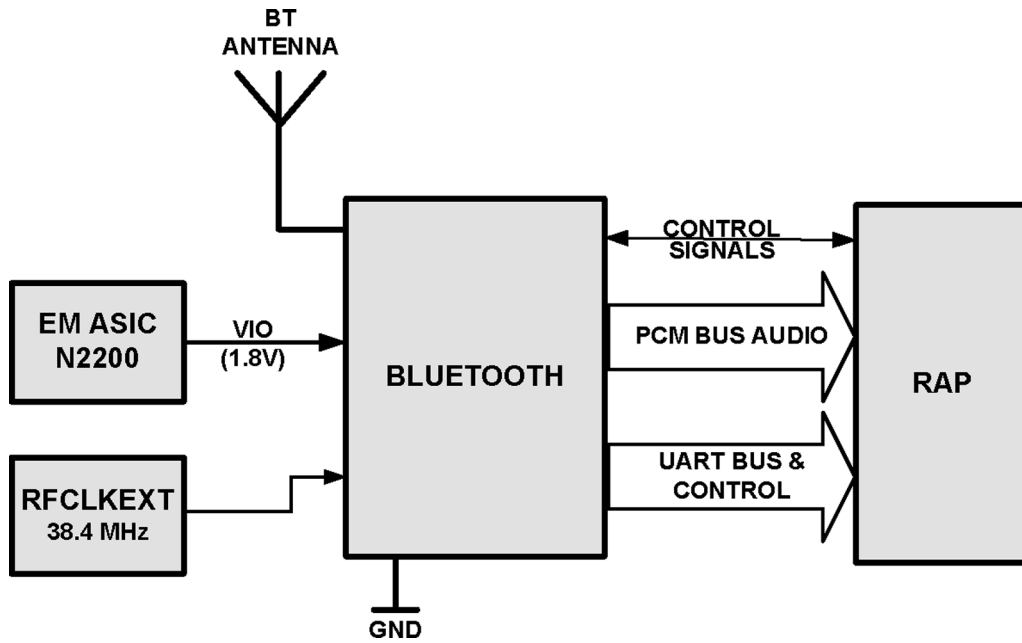 BT
ANTENNA
CONTROL
SIGNALS
EM ASIC
N2200
VIO
(1.8V)
BLUETOOTH
PCM BUS AUDIO
RAP
RFCLKEXT
38.4 MHz
UART BUS &
CONTROL
GND